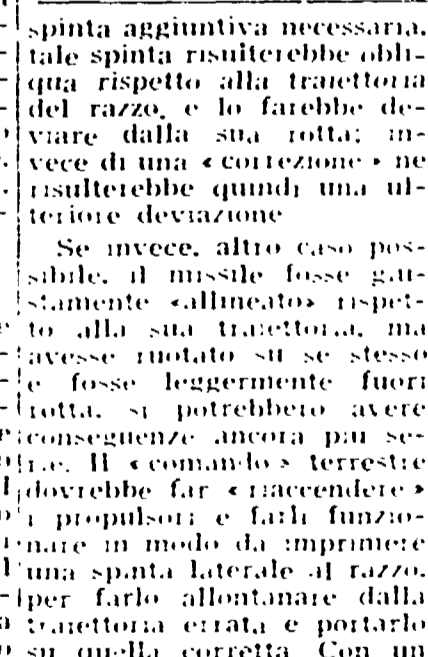 spinta aggiuntiva necessaria,
tale spinta risulterebbe obli-
qua rispetto alla traiettoria
del razzo, e lo farebbe de-
viare dalla sua rotta; in-
vece di una «correzione» ne
risulterebbe quindi una ul-
teriore deviazione
Se invece, altro caso pos-
sibile, il missile fosse giu-
stamente «allineato» rispet-
to alla sua traiettoria, ma
avesse ruotato su se stesso
e fosse leggermente fuori
rotta, si potrebbero avere
conseguenze ancora più se-
rie. Il «comando» terrestre
dovrebbe far «riaccendere»
i propulsori e farli funzio-
nare in modo da imprimere
una spinta laterale al razzo,
per farlo allontanare dalla
traiettoria errata e portarlo
su quella corretta. Con un